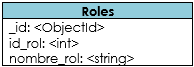 Roles
_id: <ObjectId>
id_rol: <int>
nombre_rol: <string>